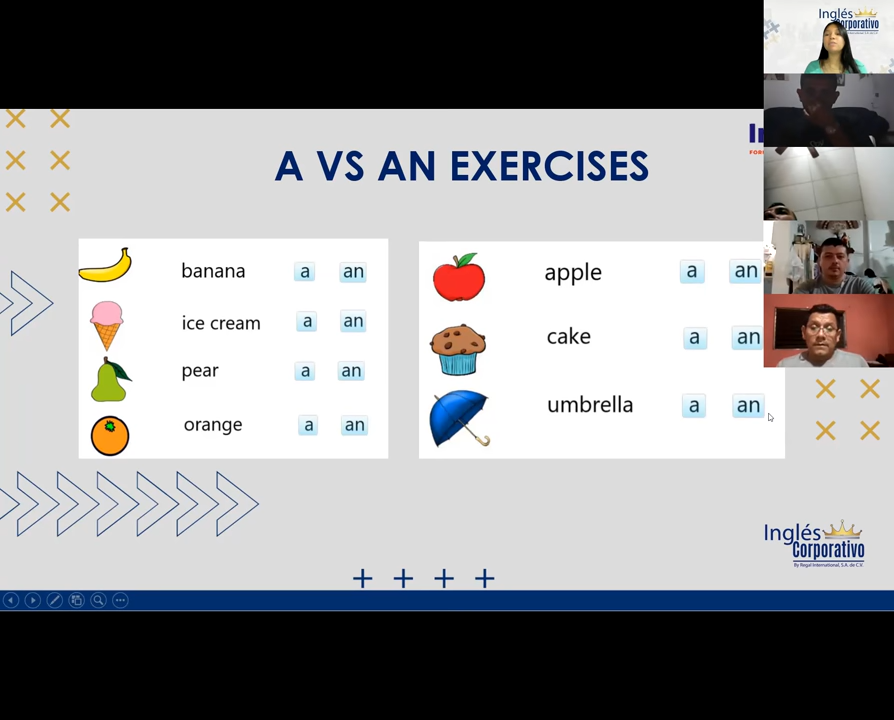 Inglés
Corporativo
A VS AN EXERCISES
banana a an
ice cream a an
pear a an
orange a an
apple a an
cake a an
umbrella a an
Inglés
Corporativo
By Regal International, S.A. de C.V.